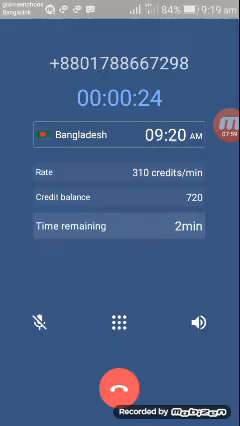 grameenphone
Banglalink
84% 9:19 am
+8801788667298
00:00:24
Bangladesh 09:20 AM
Rate 310 credits/min
Credit balance 720
Time remaining 2min
07:59
Recorded by mobizen